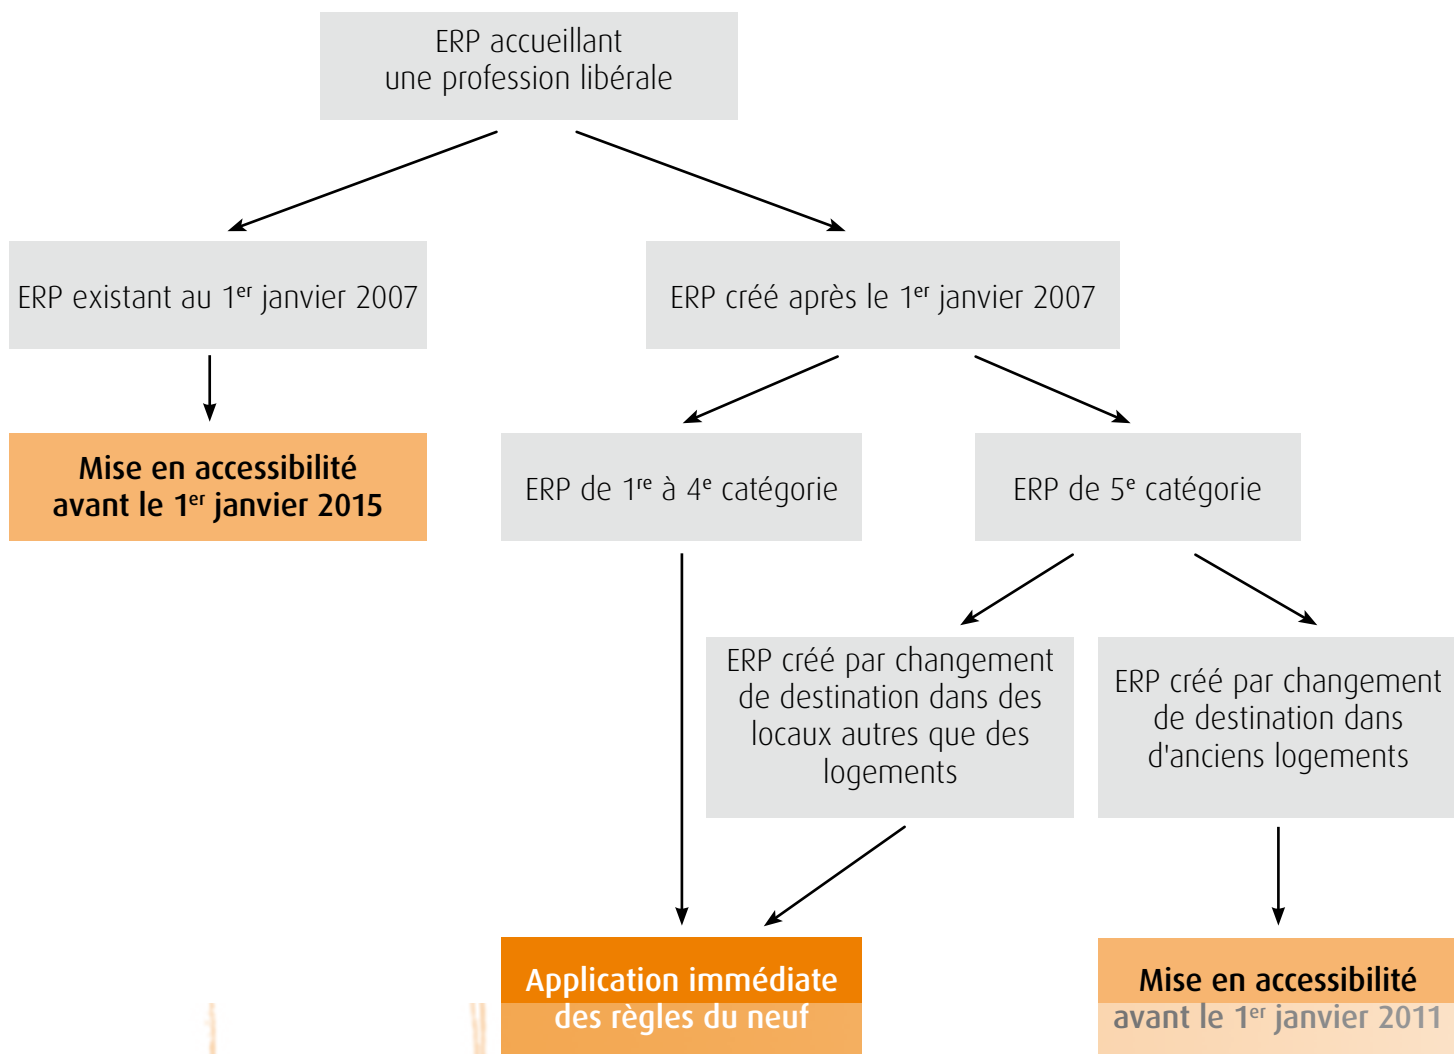 ERP accueillant
une profession libérale
ERP existant au 1er janvier 2007
ERP créé après le 1er janvier 2007
Mise en accessibilité
avant le 1er janvier 2015
ERP de 1re à 4e catégorie
ERP de 5e catégorie
ERP créé par changement
de destination dans des
locaux autres que des
logements
ERP créé par changement
de destination dans
d'anciens logements
Application immédiate
des règles du neuf
Mise en accessibilité
avant le 1er janvier 2011